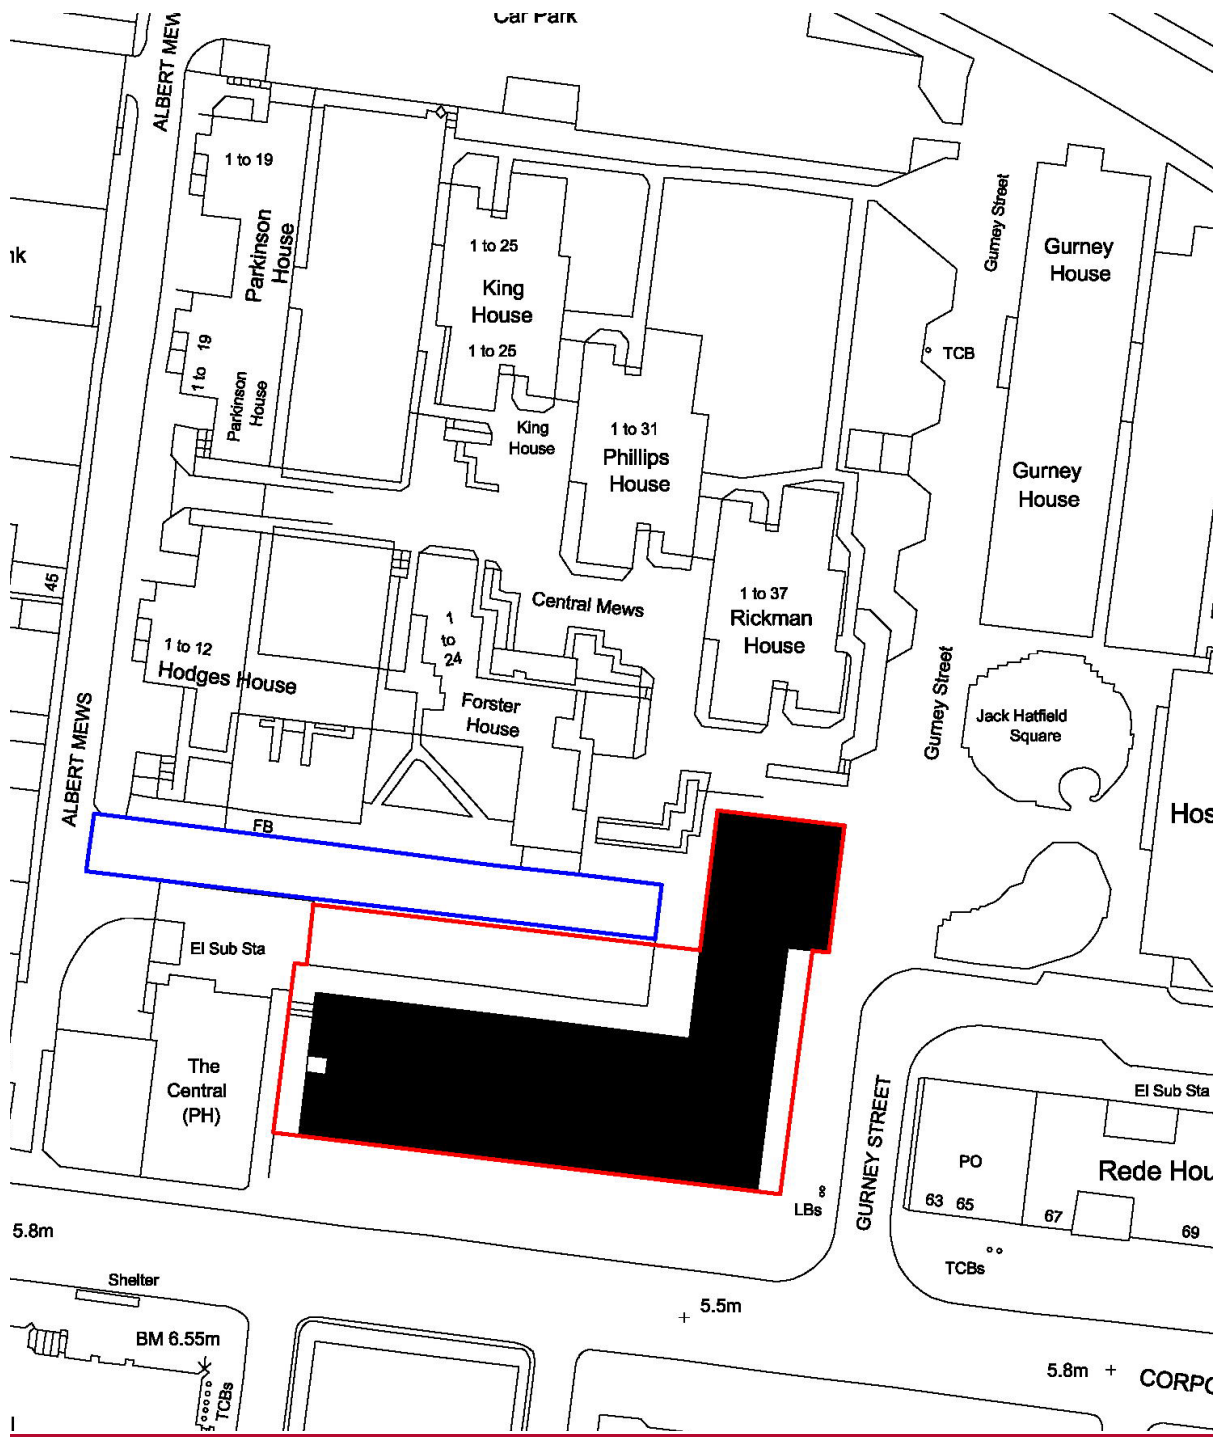 Car Park
ALBERT MEW
1 to 19
Parkinson
House
nk
1 to 25
King
House
1 to 25
Gurney Street
Gurney
House
TCB
1 to 19
Parkinson
House
King
House
1 to 31
Phillips
House
Gurney
House
45
1 to 12
Hodges House
1
to
24
Central Mews
1 to 37
Rickman
House
Forster
House
Gurney Street
Jack Hatfield
Square
ALBERT MEWS
FB
Hos
El Sub Sta
The
Central
(PH)
GURNEY STREET
El Sub Sta
PO
Rede Hou
63 65
67
69
LBs
5.8m
TCBs
Shelter
5.5m
BM 6.55m
TCBs
5.8m
CORPO